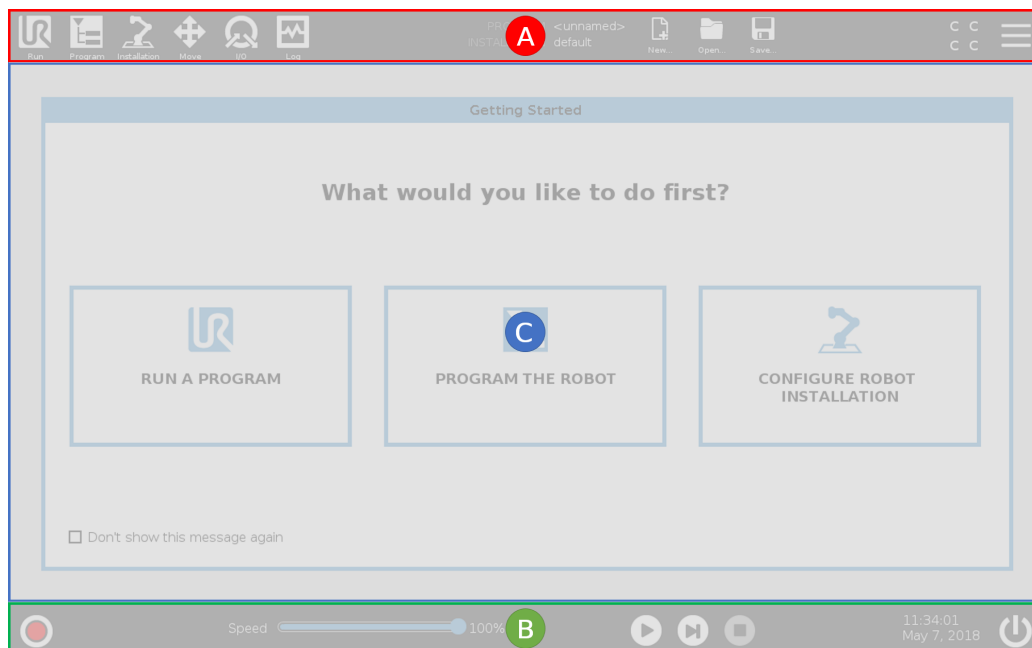 <unnamed>
A
default
Run
Program
Installation
Move
I/O
Log
New...
Open...
Save...
C C
C C
Getting Started
What would you like to do first?
C
RUN A PROGRAM
PROGRAM THE ROBOT
CONFIGURE ROBOT
INSTALLATION
Don't show this message again
Speed
100%
B
11:34:01
May 7, 2018